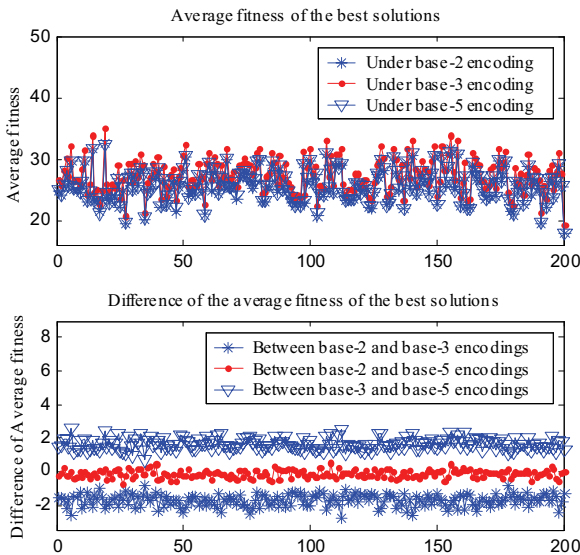 Average fitness of the best solutions
Average fitness
50
40
30
20
Under base-2 encoding
Under base-3 encoding
Under base-5 encoding
0
50
100
150
200
Difference of the average fitness of the best solutions
Difference of Average fitness
8
6
4
2
0
-2
Between base-2 and base-3 encodings
Between base-2 and base-5 encodings
Between base-3 and base-5 encodings
0
50
100
150
200